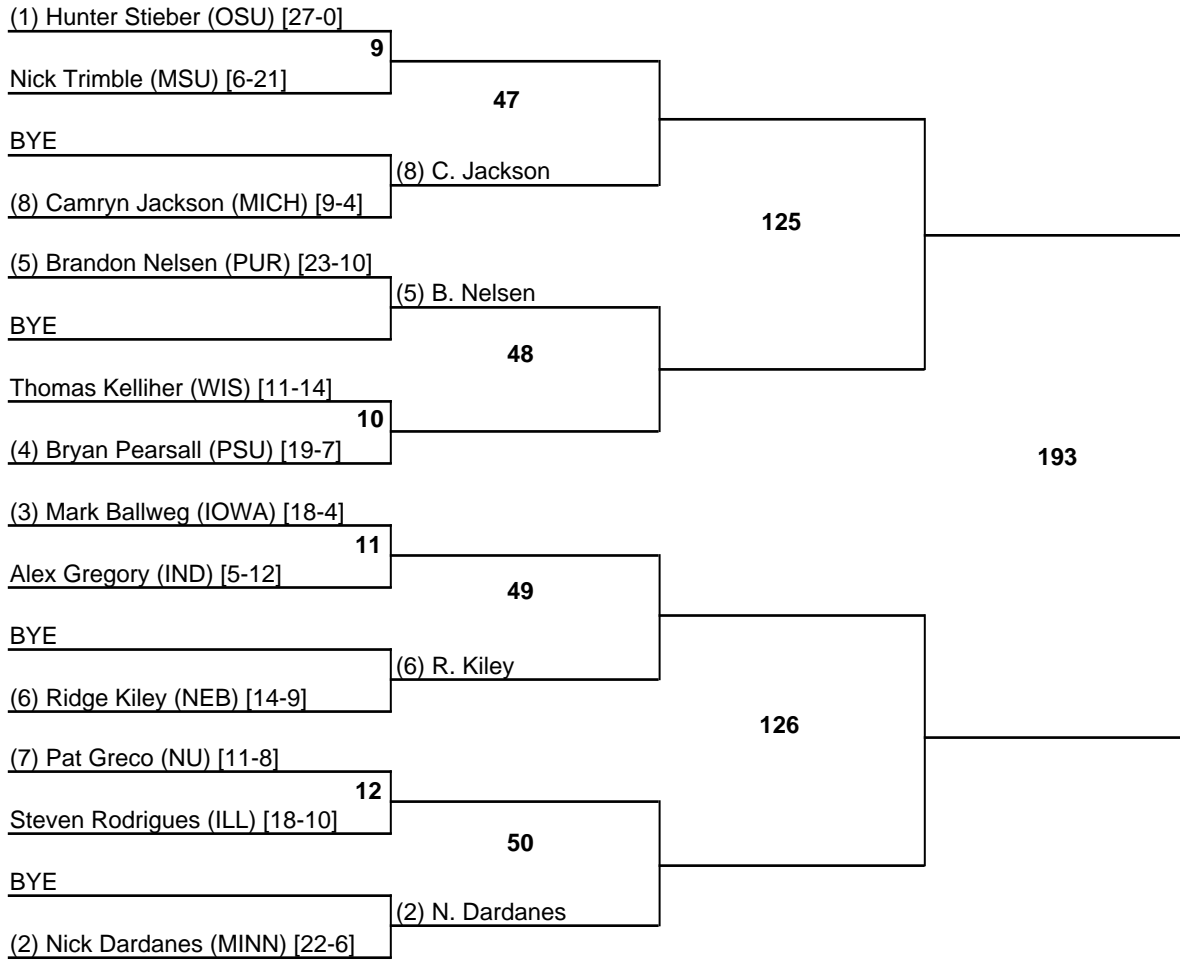 (1) Hunter Stieber (OSU) [27-0]
9
Nick Trimble (MSU) [6-21]
47
BYE
(8) C. Jackson
(8) Camryn Jackson (MICH) [9-4]
125
(5) Brandon Nelsen (PUR) [23-10]
(5) B. Nelsen
BYE
48
Thomas Kelliher (WIS) [11-14]
10
(4) Bryan Pearsall (PSU) [19-7]
193
(3) Mark Ballweg (IOWA) [18-4]
11
Alex Gregory (IND) [5-12]
49
BYE
(6) R. Kiley
(6) Ridge Kiley (NEB) [14-9]
126
(7) Pat Greco (NU) [11-8]
12
Steven Rodrigues (ILL) [18-10]
50
BYE
(2) N. Dardanes
(2) Nick Dardanes (MINN) [22-6]